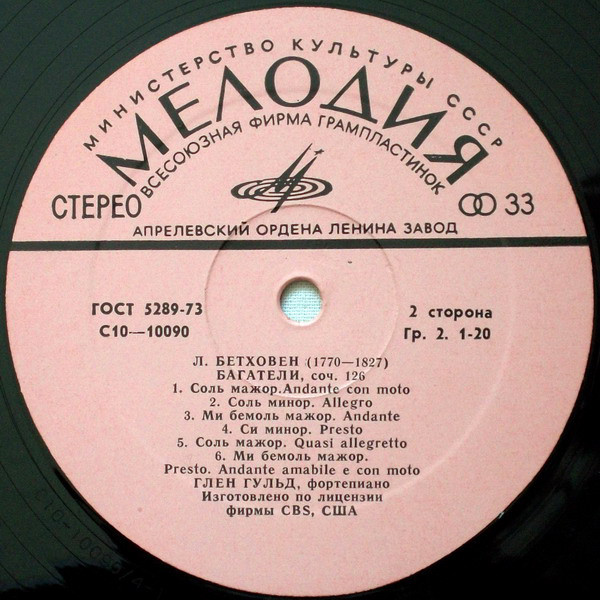 МИНИСТЕРСТВО КУЛЬТУРЫ СССР
МЕЛОДИЯ
ВСЕСОЮЗНАЯ ФИРМА ГРАМПЛАСТИНОК
СТЕРЕО
33
АПРЕЛЕВСКИЙ ОРДЕНА ЛЕНИНА ЗАВОД
ГОСТ 5289-73
2 сторона
С10—10090
Гр. 2. 1-20
Л. БЕТХОВЕН (1770—1827)
БАГАТЕЛИ, соч. 126
1. Соль мажор. Andante con moto
2. Соль минор. Allegro
3. Ми бемоль мажор. Andante
4. Си минор. Presto
5. Соль мажор. Quasi allegretto
6. Ми бемоль мажор.
Presto. Andante amabile e con moto
ГЛЕН ГУЛЬД, фортепиано
Изготовлено по лицензии
фирмы CBS, США